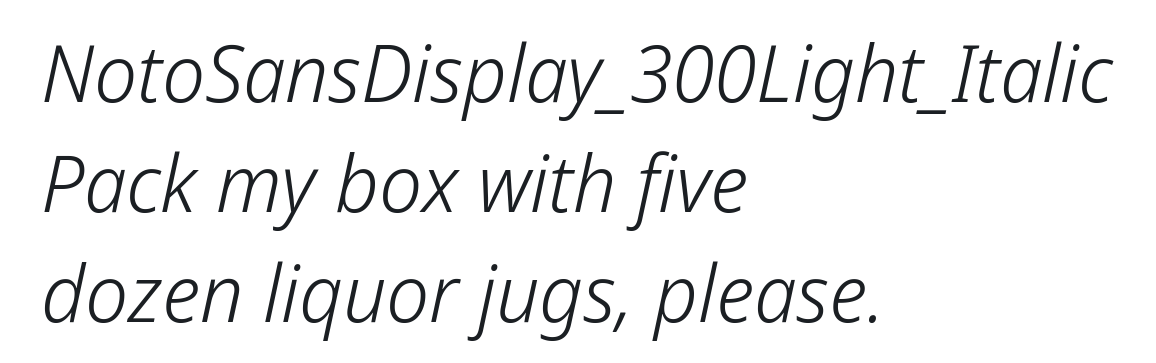 NotoSansDisplay_300Light_Italic
Pack my box with five
dozen liquor jugs, please.